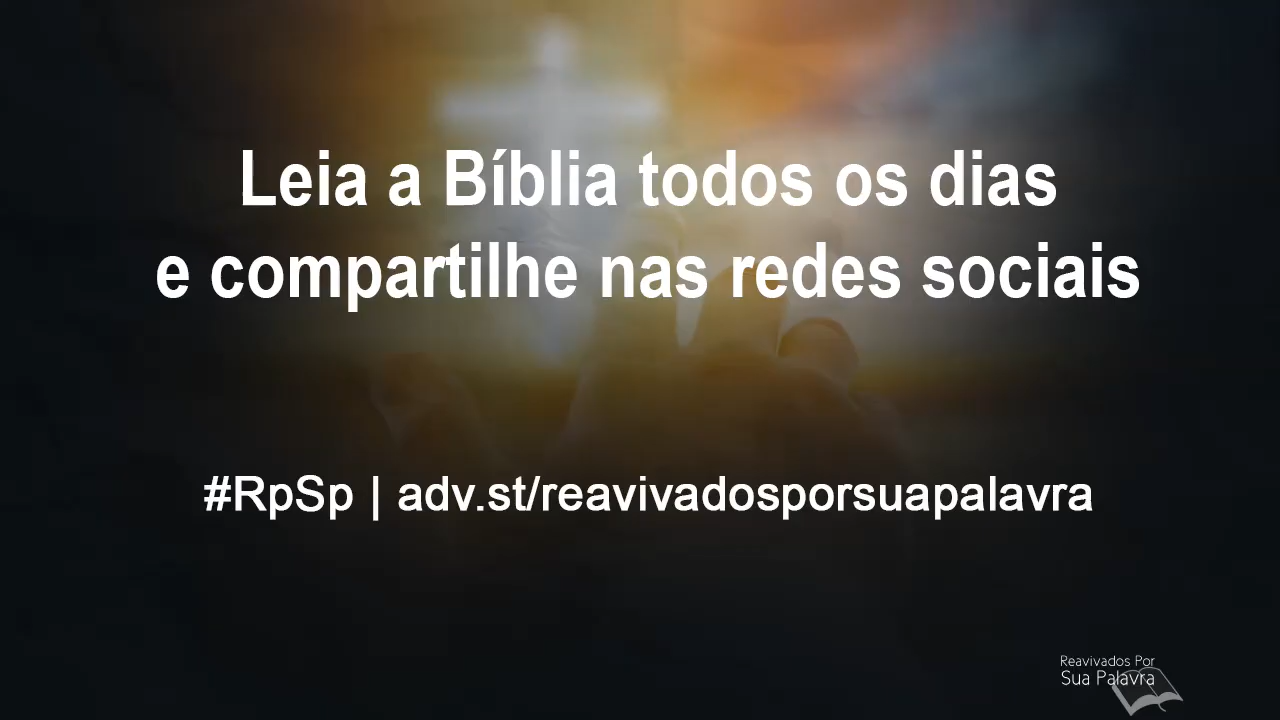 Leia a Bíblia todos os dias
e compartilhe nas redes sociais
#RpSp | adv.st/reavivadosporsuapalavra
Reavivados Por
Sua Palavra